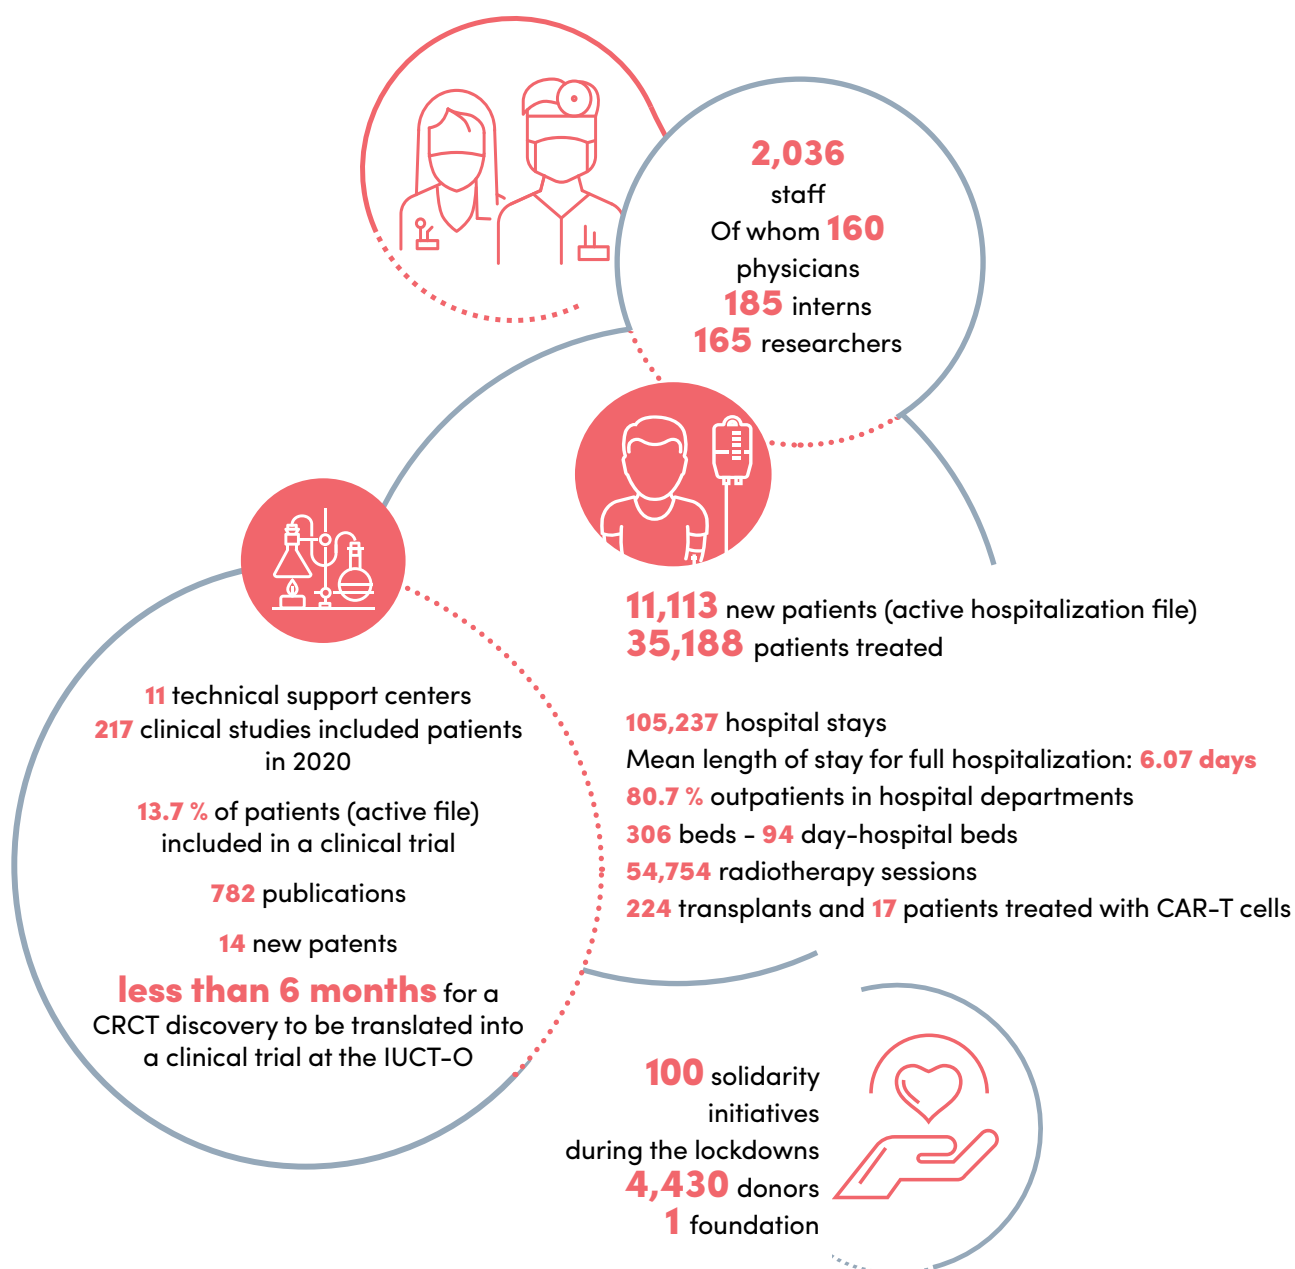 2,036
staff
Of whom 160
physicians
185 interns
165 researchers
11,113 new patients (active hospitalization file)
35,188 patients treated
105,237 hospital stays
Mean length of stay for full hospitalization: 6.07 days
80.7 % outpatients in hospital departments
306 beds - 94 day-hospital beds
54,754 radiotherapy sessions
224 transplants and 17 patients treated with CAR-T cells
11 technical support centers
217 clinical studies included patients
in 2020
13.7 % of patients (active file)
included in a clinical trial
782 publications
14 new patents
less than 6 months for a
CRCT discovery to be translated into
a clinical trial at the IUCT-O
100 solidarity
initiatives
during the lockdowns
4,430 donors
1 foundation